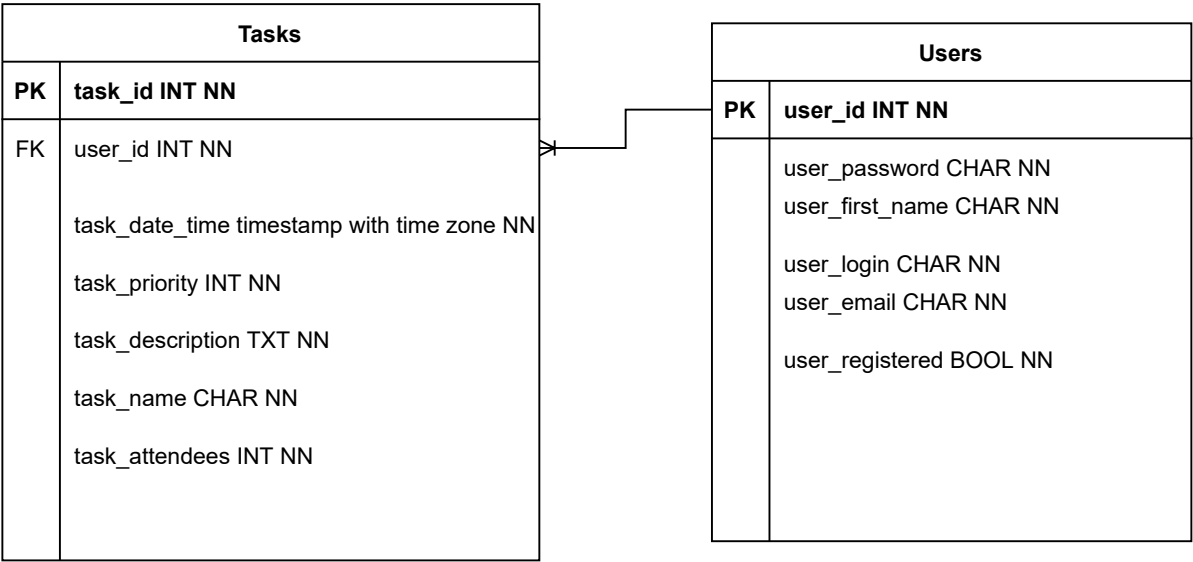 Tasks
PK task_id INT NN
FK user_id INT NN
task_date_time timestamp with time zone NN
task_priority INT NN
task_description TXT NN
task_name CHAR NN
task_attendees INT NN
Users
PK user_id INT NN
user_password CHAR NN
user_first_name CHAR NN
user_login CHAR NN
user_email CHAR NN
user_registered BOOL NN